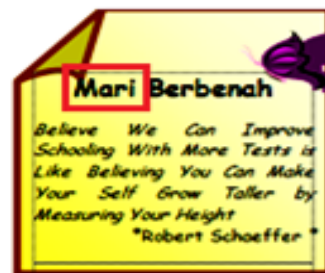 Mari Berbenah
Believe We Can Improve
Schooling With More Tests is
Like Believing You Can Make
Your Self Grow Taller by
Measuring Your Height
"Robert Schaeffer "